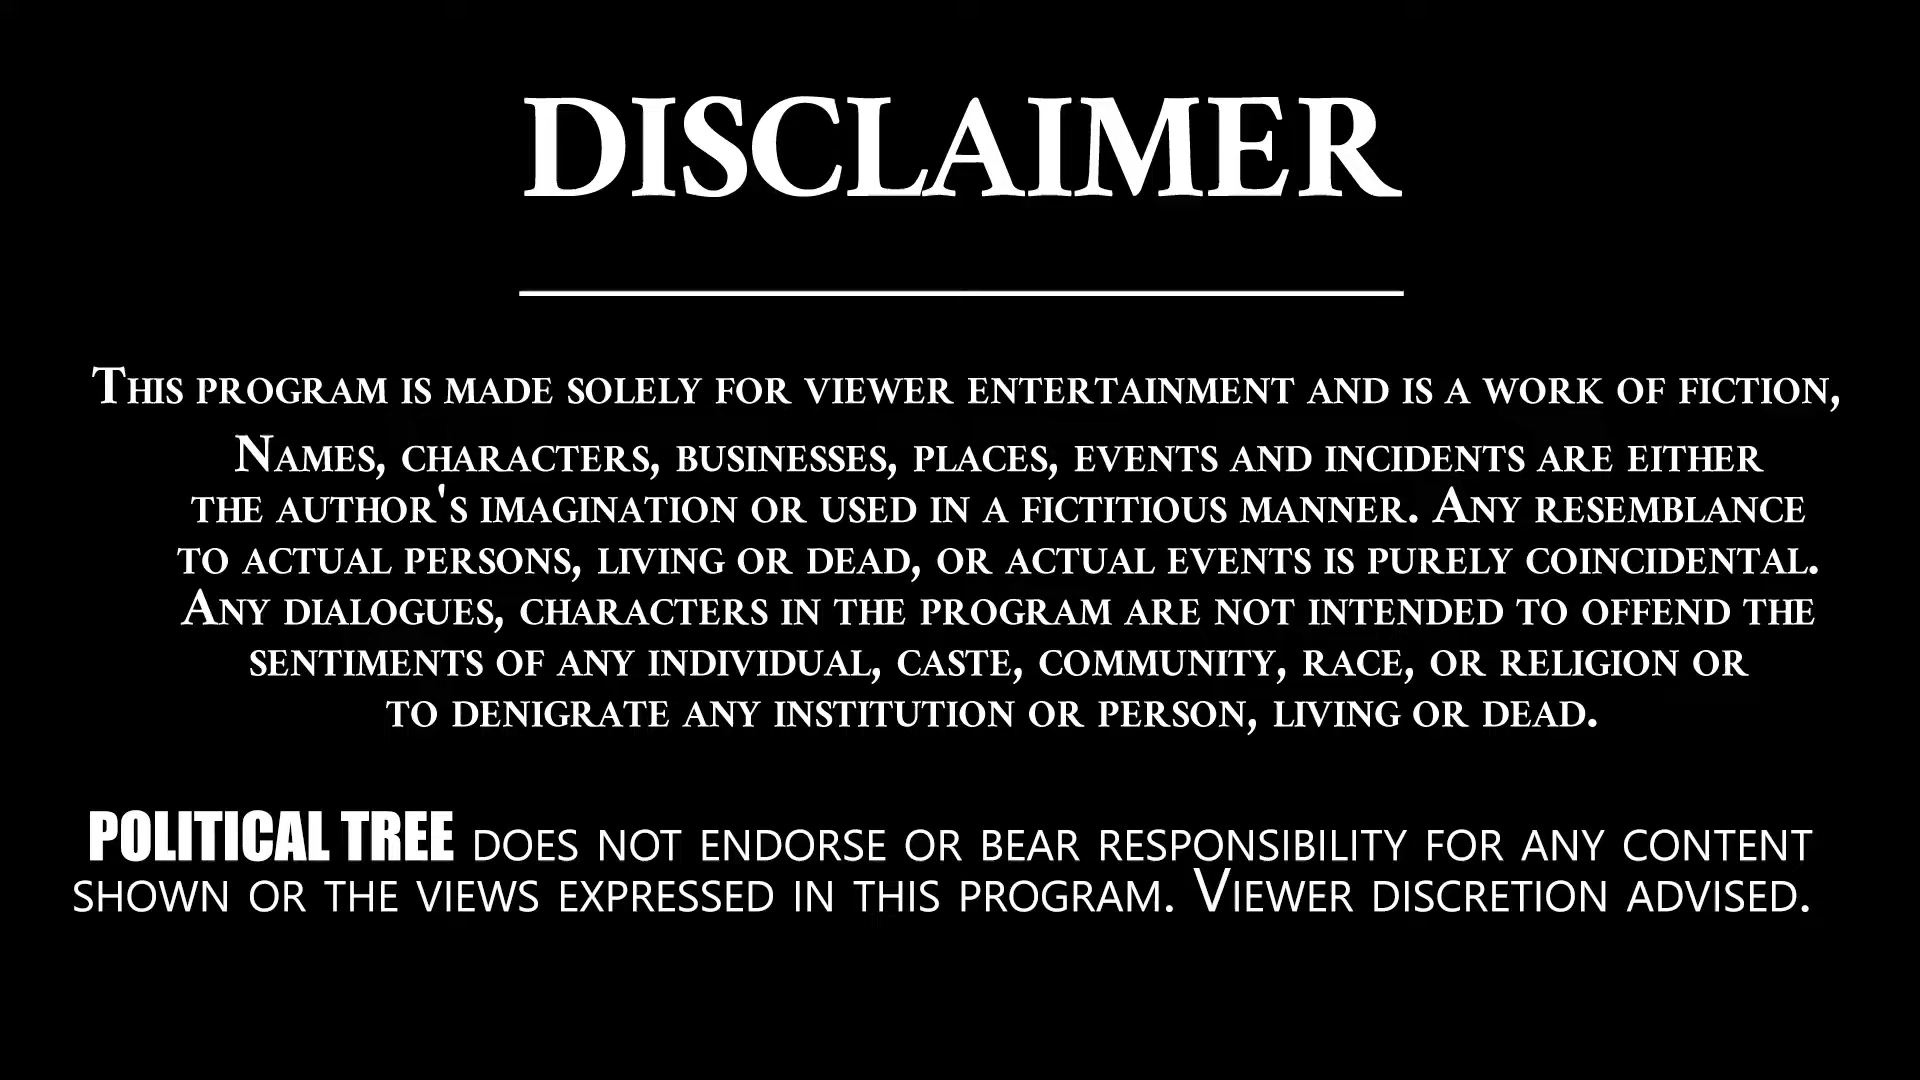 DISCLAIMER
This program is made solely for viewer entertainment and is a work of fiction,
Names, characters, businesses, places, events and incidents are either
the author's imagination or used in a fictitious manner. Any resemblance
to actual persons, living or dead, or actual events is purely coincidental.
Any dialogues, characters in the program are not intended to offend the
sentiments of any individual, caste, community, race, or religion or
to denigrate any institution or person, living or dead.
POLITICAL TREE does not endorse or bear responsibility for any content
shown or the views expressed in this program. Viewer discretion advised.